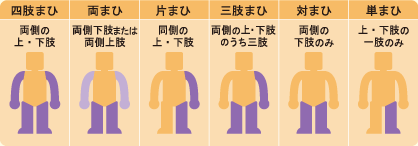 四肢まひ
両側の
上・下肢
両まひ
両側下肢または
両側上肢
片まひ
同側の
上・下肢
三肢まひ
両側の上・下肢
のうち三肢
対まひ
両側の
下肢のみ
単まひ
上・下肢の
一肢のみ